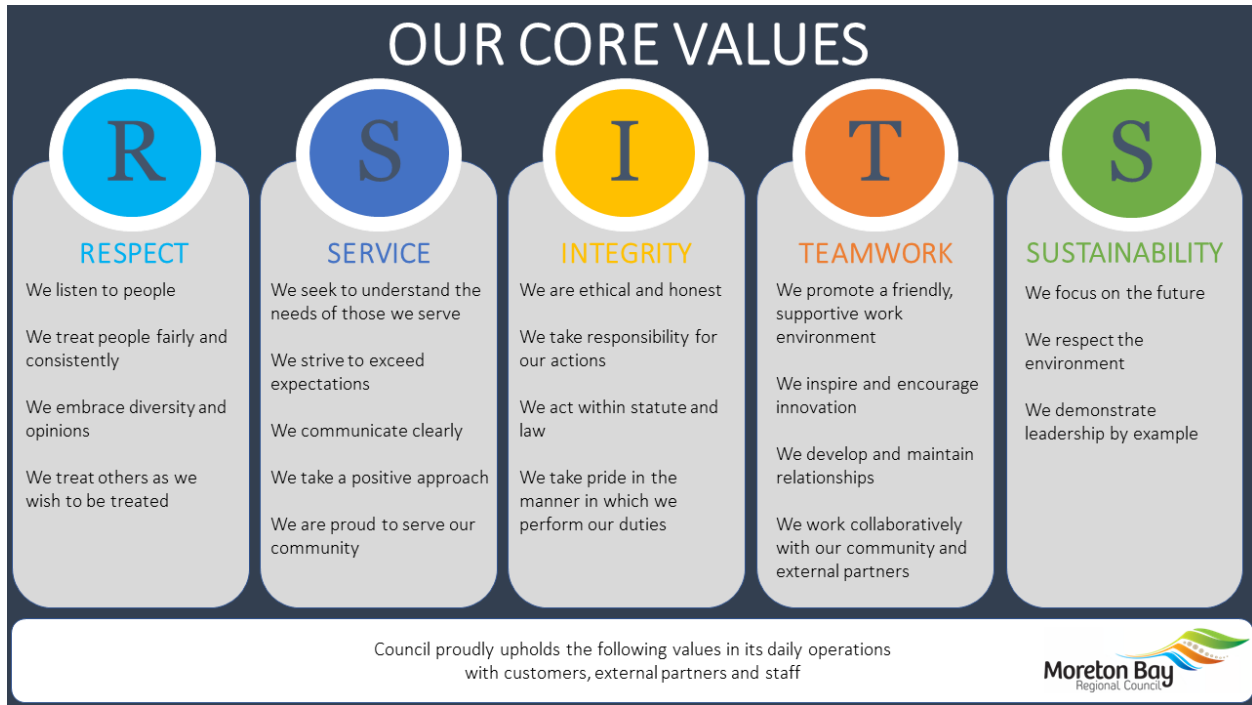 OUR CORE VALUES
R
RESPECT
We listen to people
We treat people fairly and
consistently
We embrace diversity and
opinions
We treat others as we
wish to be treated
S
SERVICE
We seek to understand the
needs of those we serve
We strive to exceed
expectations
We communicate clearly
We take a positive approach
We are proud to serve our
community
I
INTEGRITY
We are ethical and honest
We take responsibility for
our actions
We act within statute and
law
We take pride in the
manner in which we
perform our duties
T
TEAMWORK
We promote a friendly,
supportive work
environment
We inspire and encourage
innovation
We develop and maintain
relationships
We work collaboratively
with our community and
external partners
S
SUSTAINABILITY
We focus on the future
We respect the
environment
We demonstrate
leadership by example
Council proudly upholds the following values in its daily operations
with customers, external partners and staff
Moreton Bay
Regional Council